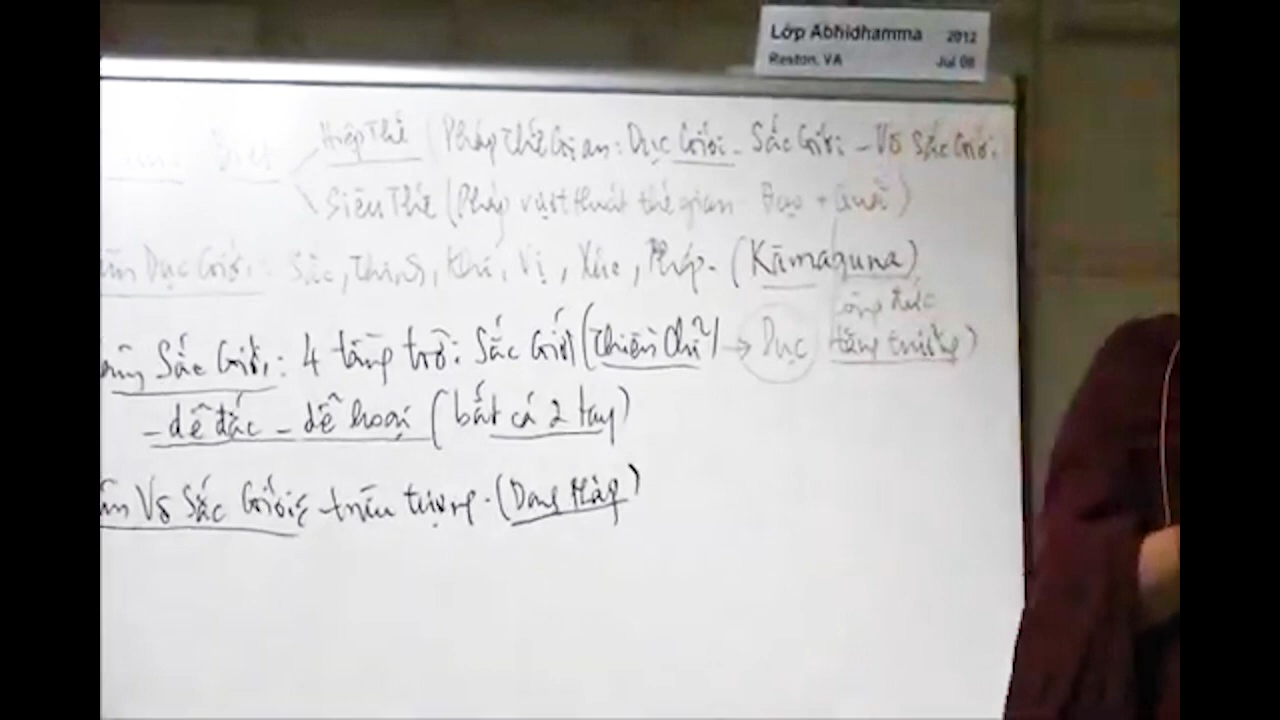 Lớp Abhidhamma 2012
Reston, VA Jul 08
Biết Hiệp Thế (Pháp Thế Gian: Dục Giới - Sắc Giới - Vô Sắc Giới
Siêu Thế (Pháp vượt thoát thế gian Đạo + Quả)
Dục Giới: Sắc, Thinh, Khí, Vị, Xúc, Pháp. (Kāmaguna)
Sắc Giới: 4 tầng trời Sắc Giới (Thiền Chỉ) → Dục tăng trưởng)
- dễ đắc - dễ hoại (bắt cá 2 tay)
Vô Sắc Giới: trừu tượng. (